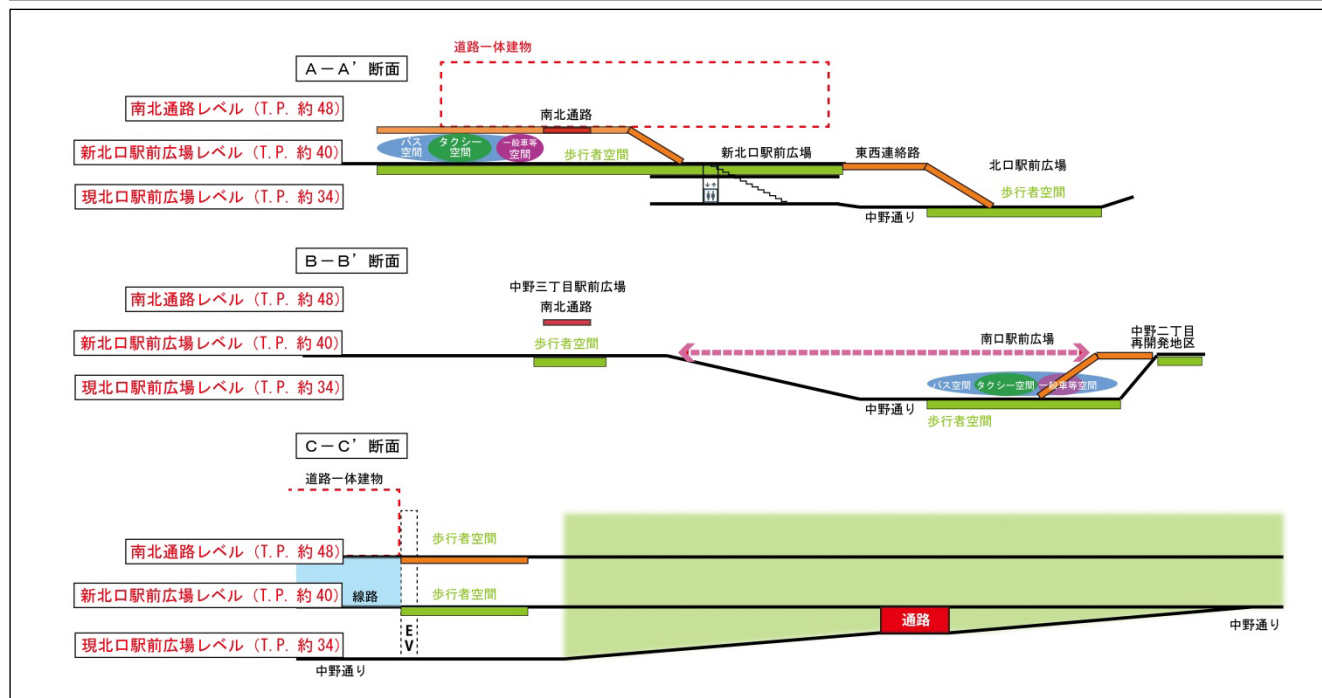 道路一体建物
A－A’断面
南北通路レベル（T.P. 約48）
南北通路
バス
空間
タクシー
空間
一般車等
空間
新北口駅前広場レベル（T.P. 約40）
歩行者空間
新北口駅前広場
東西連絡路
北口駅前広場
現北口駅前広場レベル（T.P. 約34）
歩行者空間
中野通り
B－B’断面
南北通路レベル（T.P. 約48）
中野三丁目駅前広場
南北通路
新北口駅前広場レベル（T.P. 約40）
歩行者空間
南口駅前広場
中野二丁目
再開発地区
現北口駅前広場レベル（T.P. 約34）
バス空間
タクシー空間
一般車等空間
中野通り
歩行者空間
C－C’断面
道路一体建物
南北通路レベル（T.P. 約48）
歩行者空間
新北口駅前広場レベル（T.P. 約40）
線路
歩行者空間
通路
中野通り
EV
現北口駅前広場レベル（T.P. 約34）
中野通り